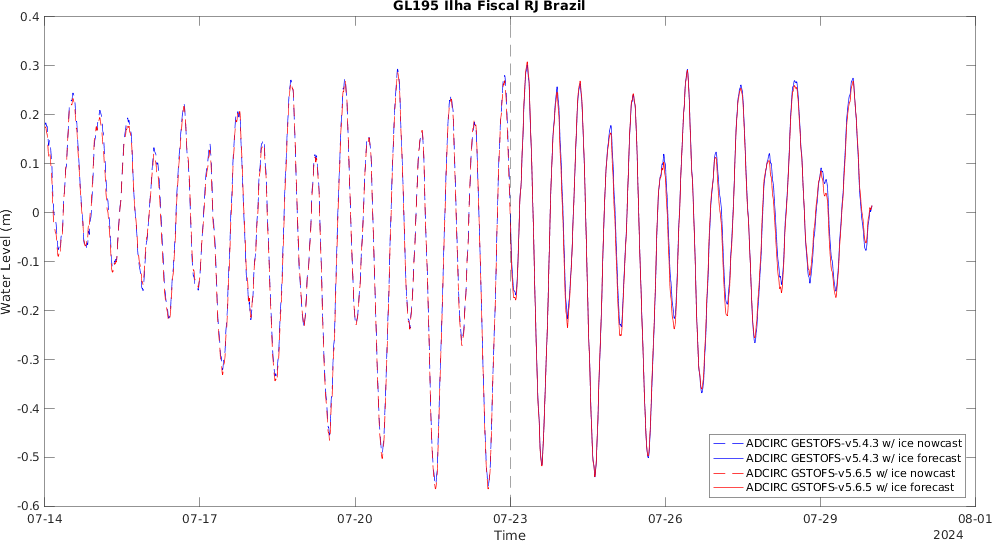 GL195 Ilha Fiscal RJ Brazil
0.4
0.3
0.2
0.1
0
-0.1
-0.2
-0.3
-0.4
-0.5
-0.6
Water Level (m)
ADCIRC GESTOFS-v5.4.3 w/ ice nowcast
ADCIRC GESTOFS-v5.4.3 w/ ice forecast
ADCIRC GSTOFS-v5.6.5 w/ ice nowcast
ADCIRC GSTOFS-v5.6.5 w/ ice forecast
07-14 07-17 07-20 07-23 07-26 07-29 08-01
Time
2024